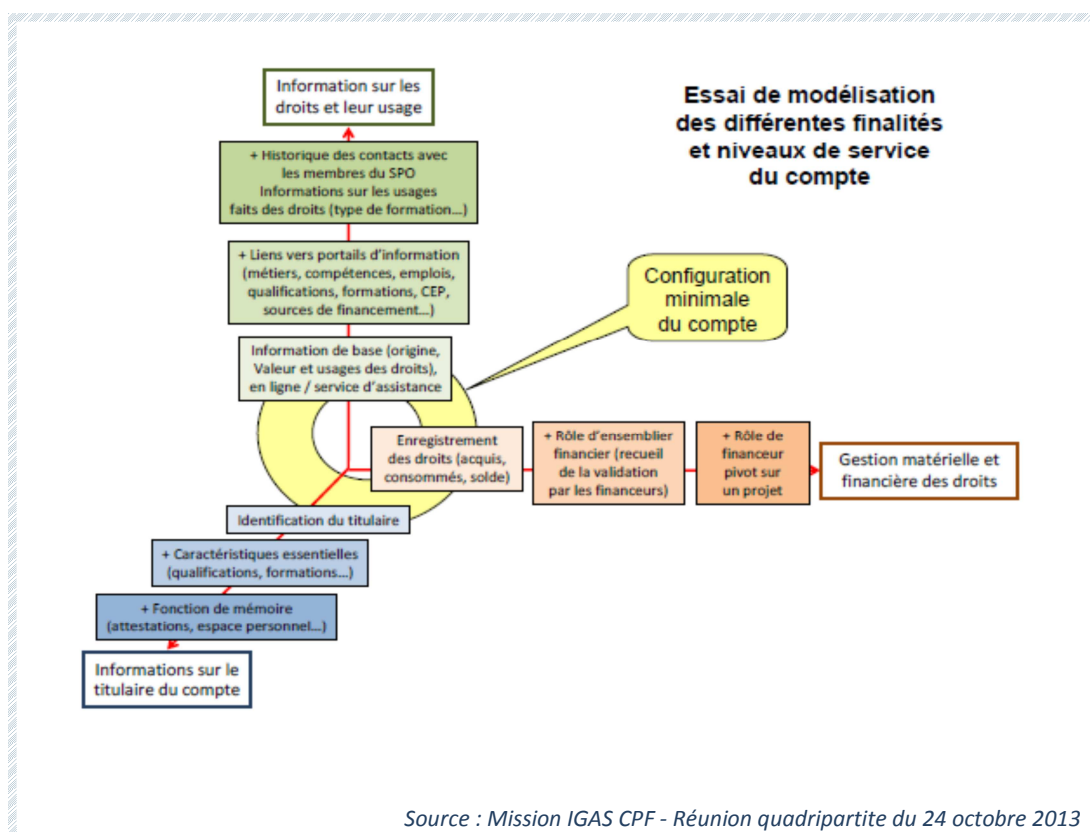 Essai de modélisation
des différentes finalités
et niveaux de service
du compte
Information sur les
droits et leur usage
+ Historique des contacts avec
les membres du SPO
Informations sur les usages
faits des droits (type de formation...)
+ Liens vers portails d'information
(métiers, compétences, emplois,
qualifications, formations, CEP,
sources de financement...)
Configuration
minimale
du compte
Information de base (origine,
Valeur et usages des droits),
en ligne / service d'assistance
Enregistrement
des droits (acquis,
consommés, solde)
+ Rôle d'ensemblier
financier (recueil
de la validation
par les financeurs)
+ Rôle de
financeur
pivot sur
un projet
Gestion matérielle et
financière des droits
Identification du titulaire
+ Caractéristiques essentielles
(qualifications, formations...)
+ Fonction de mémoire
(attestations, espace personnel...)
Informations sur le
titulaire du compte
Source : Mission IGAS CPF - Réunion quadripartite du 24 octobre 2013